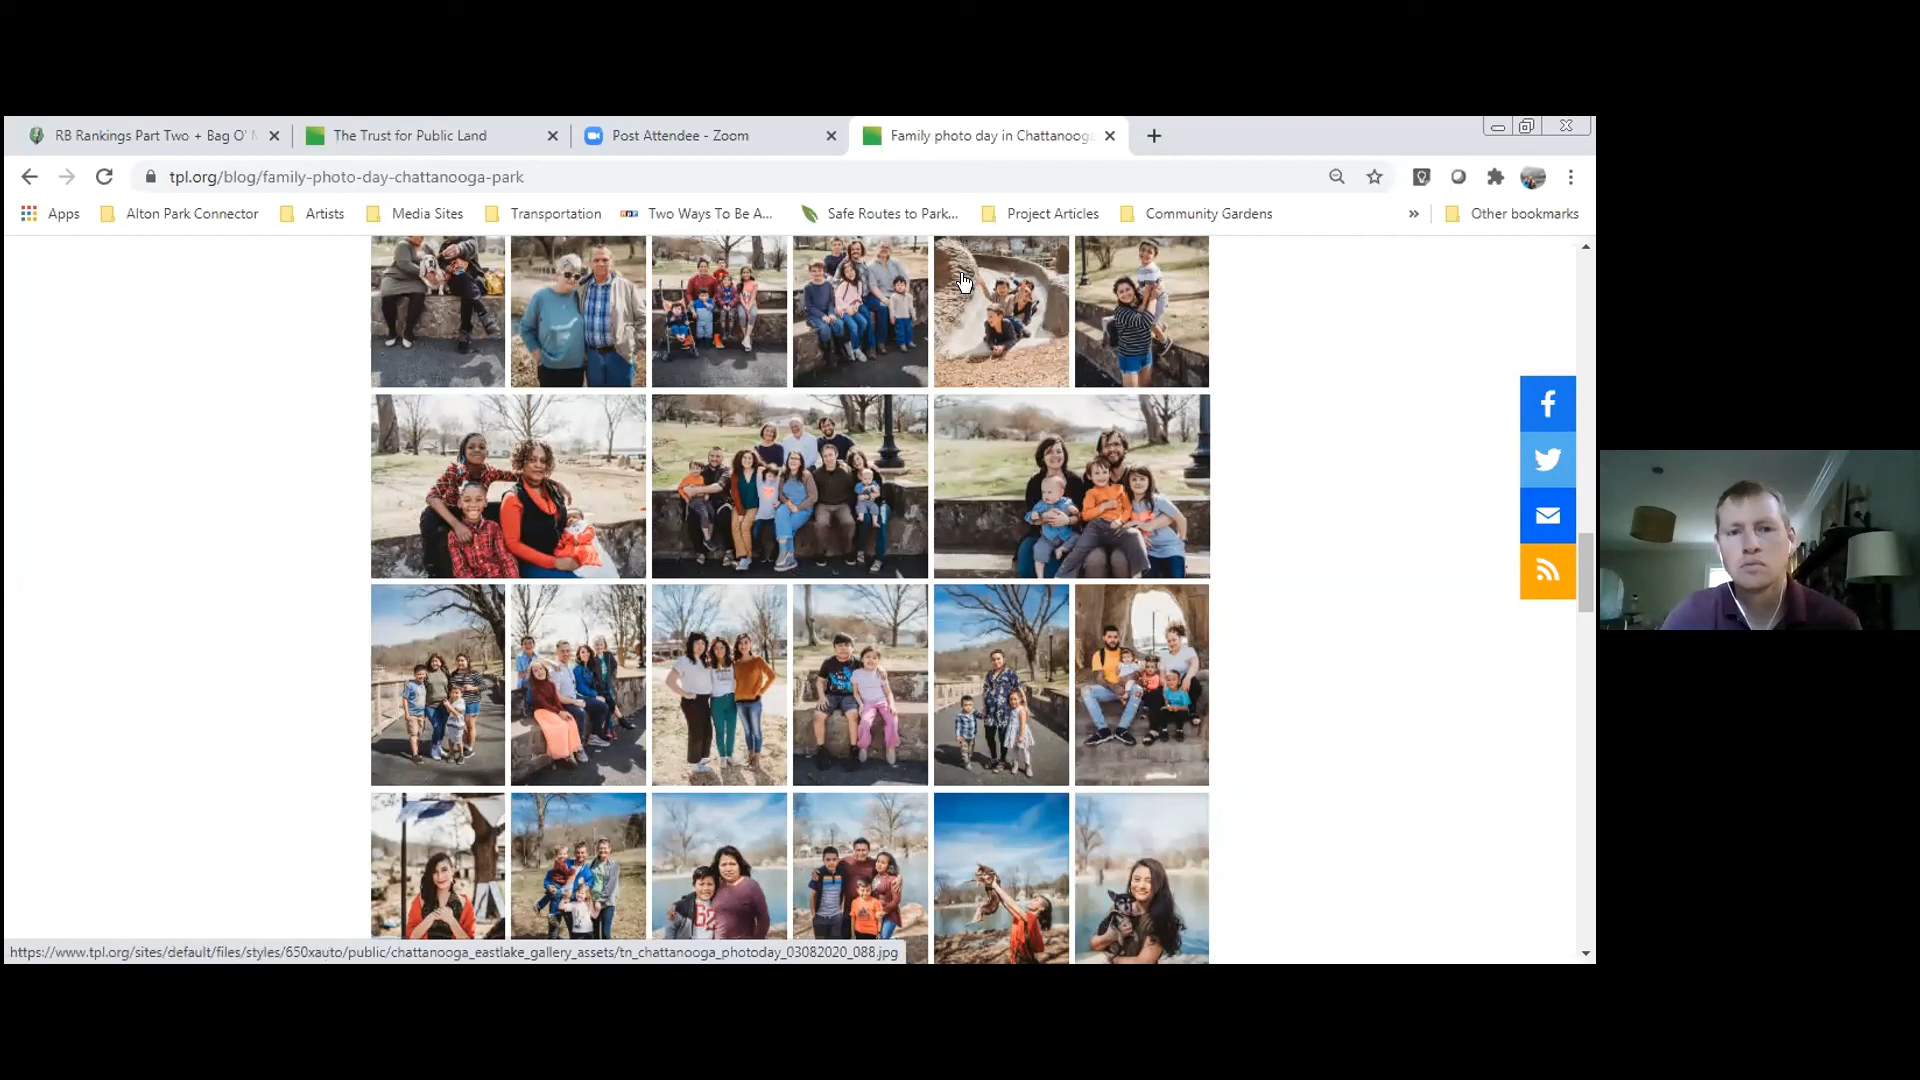 RB Rankings Part Two + Bag O'
The Trust for Public Land
Post Attendee - Zoom
Family photo day in Chattanooga
tpl.org/blog/family-photo-day-chattanooga-park
Apps
Alton Park Connector
Artists
Media Sites
Transportation
Two Ways To Be A...
Safe Routes to Park...
Project Articles
Community Gardens
»
Other bookmarks
https://www.tpl.org/sites/default/files/styles/650xauto/public/chattanooga_eastlake_gallery_assets/tn_chattanooga_photoday_03082020_088.jpg